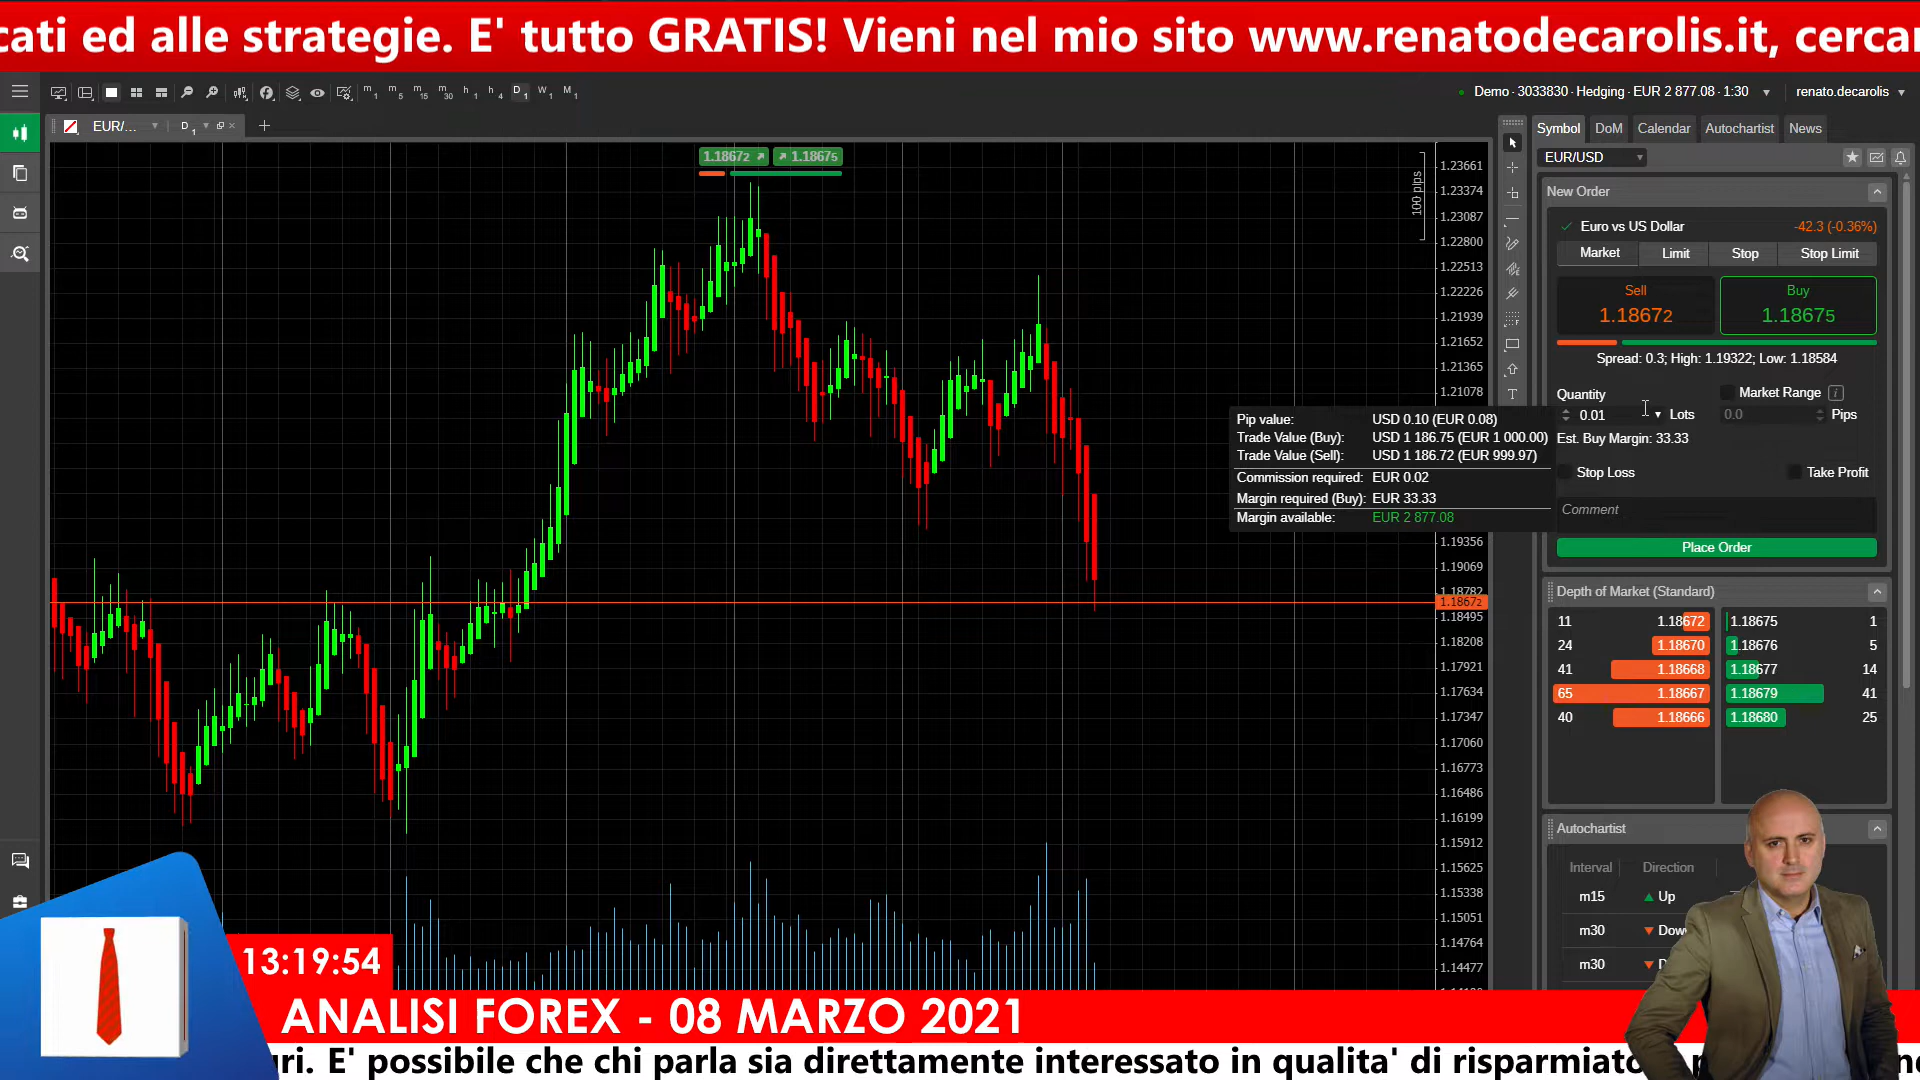 cati ed alle strategie. E' tutto GRATIS! Vieni nel mio sito www.renatodecarolis.it, cercar
m1 m5 m15 m30 h1 h4 D1 W1 M1
Demo · 3033830 · Hedging · EUR 2 877.08 · 1:30
renato.decarolis
EUR/...
D1
1.18672 1.18675
100 pips
1.23661
1.23374
1.23087
1.22800
1.22513
1.22226
1.21939
1.21652
1.21365
1.21078
1.19356
1.19069
1.18782
1.18672
1.18495
1.18208
1.17921
1.17634
1.17347
1.17060
1.16773
1.16486
1.16199
1.15912
1.15625
1.15338
1.15051
1.14764
1.14477
Symbol DoM Calendar Autochartist News
EUR/USD
New Order
Euro vs US Dollar -42.3 (-0.36%)
Market Limit Stop Stop Limit
Sell Buy
1.18672 1.18675
Spread: 0.3; High: 1.19322; Low: 1.18584
Quantity Market Range
0.01 Lots 0.0 Pips
Est. Buy Margin: 33.33
Stop Loss Take Profit
Comment
Place Order
Pip value: USD 0.10 (EUR 0.08)
Trade Value (Buy): USD 1 186.75 (EUR 1 000.00)
Trade Value (Sell): USD 1 186.72 (EUR 999.97)
Commission required: EUR 0.02
Margin required (Buy): EUR 33.33
Margin available: EUR 2 877.08
Depth of Market (Standard)
11 1.18672 1.18675 1
24 1.18670 1.18676 5
41 1.18668 1.18677 14
65 1.18667 1.18679 41
40 1.18666 1.18680 25
Autochartist
Interval Direction
m15 Up
m30 Dow
m30 D
13:19:54
ANALISI FOREX - 08 MARZO 2021
uri. E' possibile che chi parla sia direttamente interessato in qualita' di risparmiato